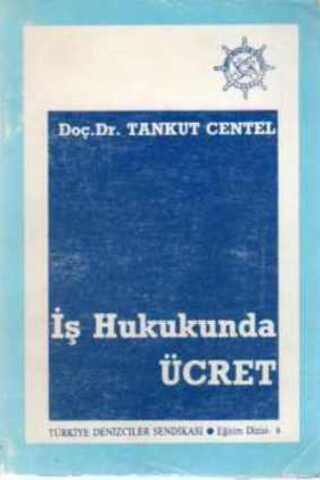 Doç.Dr. TANKUT CENTEL
İş Hukukunda
ÜCRET
TÜRKİYE DENİZCİLER SENDİKASI ● Eğitim Dizisi: